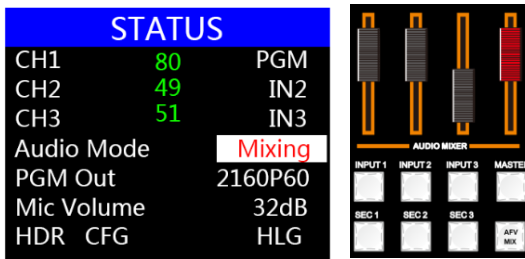 STATUS
CH1 80 PGM
CH2 49 IN2
CH3 51 IN3
Audio Mode Mixing
PGM Out 2160P60
Mic Volume 32dB
HDR CFG HLG
AUDIO MIXER
INPUT 1 INPUT 2 INPUT 3 MASTER
SEC 1 SEC 2 SEC 3
AFV
MIX